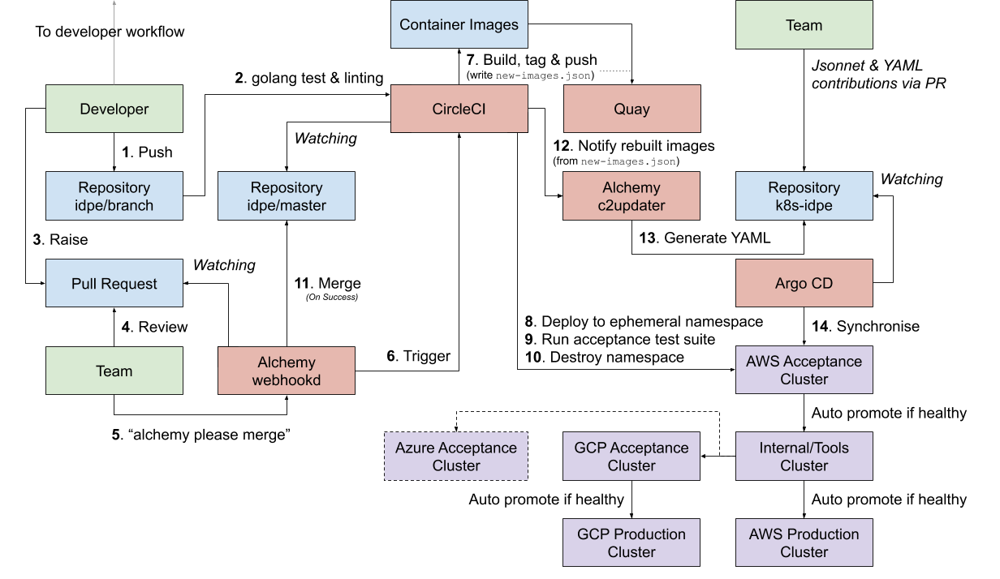 To developer workflow
Container Images
Team
7. Build, tag & push
(write new-images.json)
Jsonnet & YAML
contributions via PR
2. golang test & linting
Developer
CircleCI
Quay
Watching
1. Push
12. Notify rebuilt images
(from new-images.json)
Repository
idpe/branch
Repository
idpe/master
Alchemy
c2updater
Repository
k8s-idpe
Watching
3. Raise
13. Generate YAML
Watching
Pull Request
11. Merge
(On Success)
Argo CD
4. Review
8. Deploy to ephemeral namespace
9. Run acceptance test suite
10. Destroy namespace
14. Synchronise
Team
Alchemy
webhookd
6. Trigger
AWS Acceptance
Cluster
5. “alchemy please merge”
Auto promote if healthy
Azure Acceptance
Cluster
GCP Acceptance
Cluster
Internal/Tools
Cluster
Auto promote if healthy
Auto promote if healthy
GCP Production
Cluster
AWS Production
Cluster